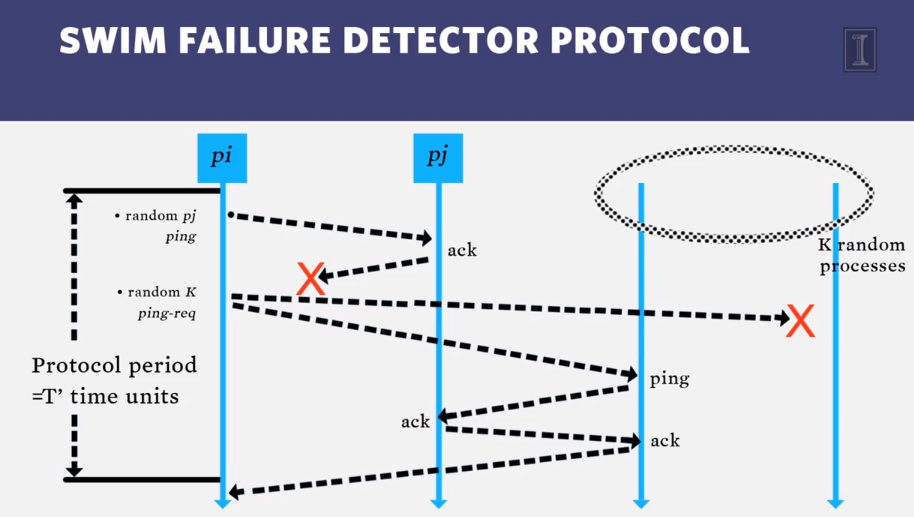 SWIM FAILURE DETECTOR PROTOCOL
I
pi
pj
• random pj
ping
ack
K random
processes
X
• random K
ping-req
X
Protocol period
=T’ time units
ping
ack
ack